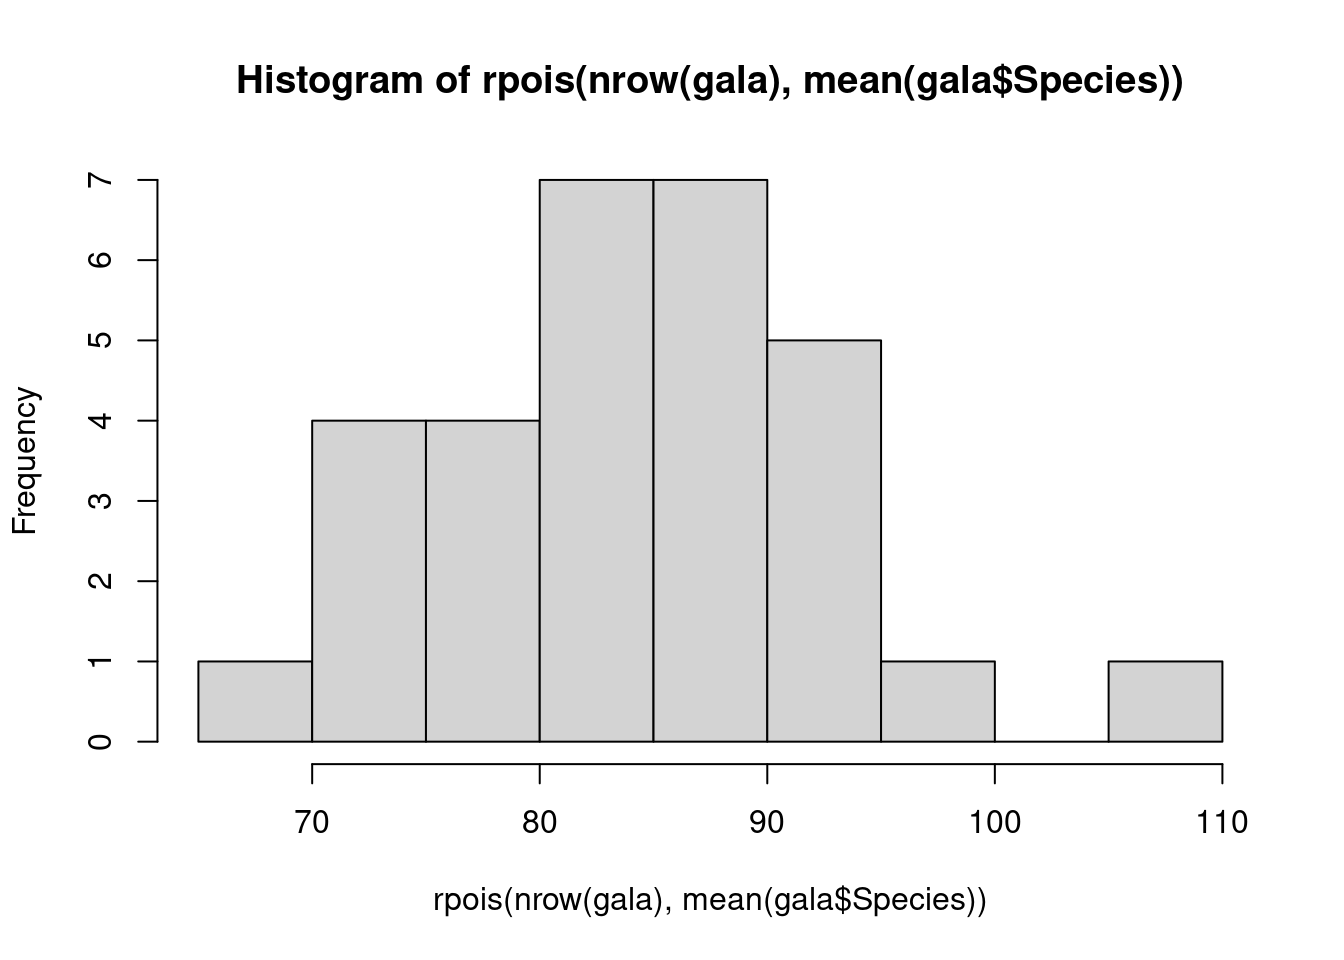 Histogram of rpois(nrow(gala), mean(gala$Species))
7
6
5
4
3
2
1
0
Frequency
70 80 90 100 110
rpois(nrow(gala), mean(gala$Species))